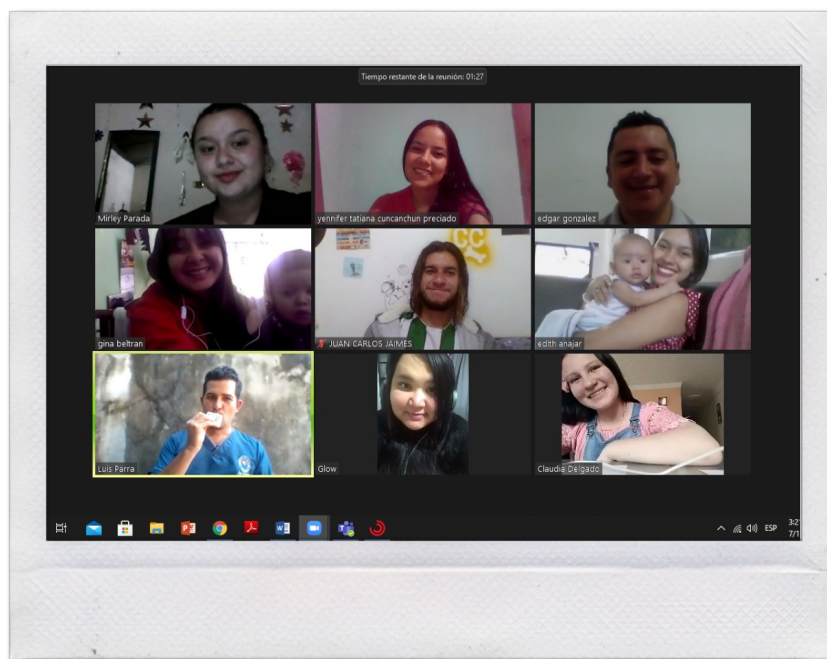 Tiempo restante de la reunión: 01:27
Mirley Parada
yennifer tatiana cuncanchun preciado
edgar gonzalez
CC
gina beltran
JUAN CARLOS JAIMES
edith anajar
Luis Parra
Glow
Claudia Delgado
ESP